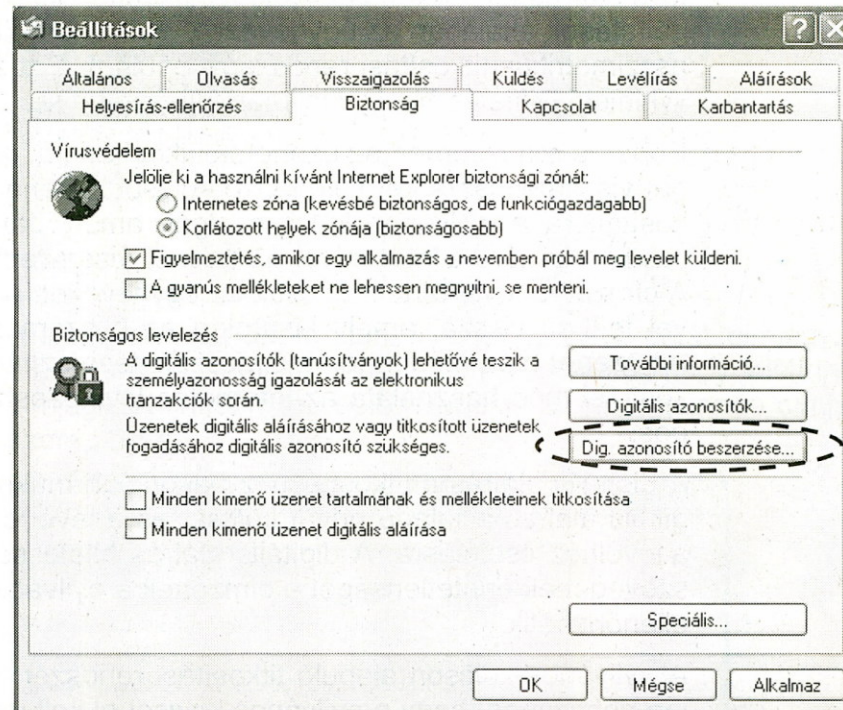 Beállítások
Általános
Olvasás
Visszaigazolás
Küldés
Levélírás
Aláírások
Helyesírás-ellenőrzés
Biztonság
Kapcsolat
Karbantartás
Vírusvédelem
Jelölje ki a használni kívánt Internet Explorer biztonsági zónát:
Internetes zóna (kevésbé biztonságos, de funkciógazdagabb)
Korlátozott helyek zónája (biztonságosabb)
Figyelmeztetés, amikor egy alkalmazás a nevemben próbál meg levelet küldeni.
A gyanús mellékleteket ne lehessen megnyitni, se menteni.
Biztonságos levelezés
A digitális azonosítók (tanúsítványok) lehetővé teszik a
személyazonosság igazolását az elektronikus
tranzakciók során.
További információ...
Digitális azonosítók...
Üzenetek digitális aláírásához vagy titkosított üzenetek
fogadásához digitális azonosító szükséges.
Dig. azonosító beszerzése...
Minden kimenő üzenet tartalmának és mellékleteinek titkosítása
Minden kimenő üzenet digitális aláírása
Speciális...
OK
Mégse
Alkalmaz